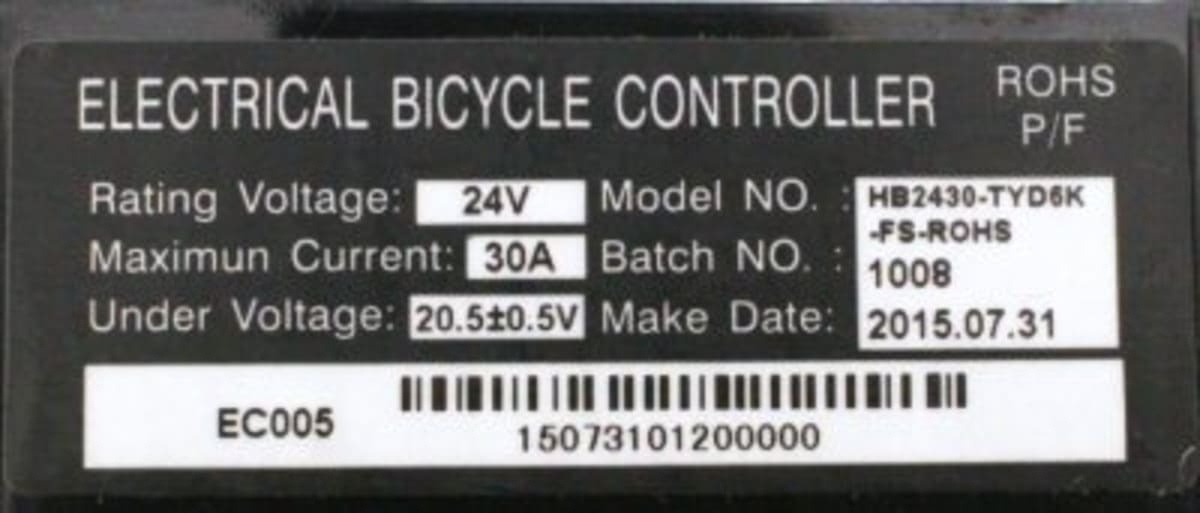 ELECTRICAL BICYCLE CONTROLLER
ROHS
P/F
Rating Voltage: 24V
Maximun Current: 30A
Under Voltage: 20.5±0.5V
Model NO. : HB2430-TYD6K
-FS-ROHS
Batch NO. : 1008
Make Date: 2015.07.31
EC005
15073101200000